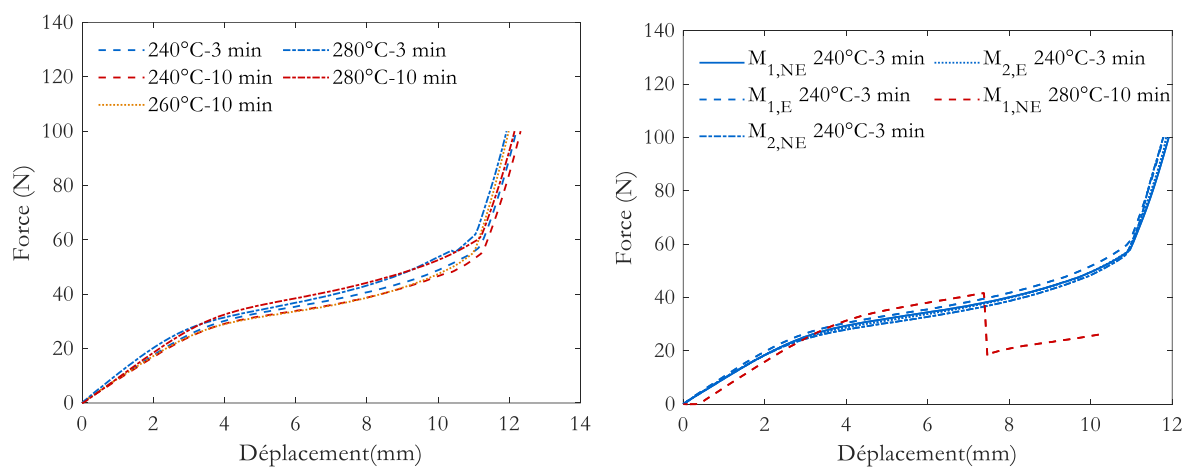 140
120
100
80
60
40
20
0
Force (N)
240°C-3 min
280°C-3 min
240°C-10 min
280°C-10 min
260°C-10 min
0 2 4 6 8 10 12 14
Déplacement(mm)
140
120
100
80
60
40
20
0
Force (N)
M1,NE 240°C-3 min
M2,E 240°C-3 min
M1,E 240°C-3 min
M1,NE 280°C-10 min
M2,NE 240°C-3 min
0 2 4 6 8 10 12
Déplacement(mm)